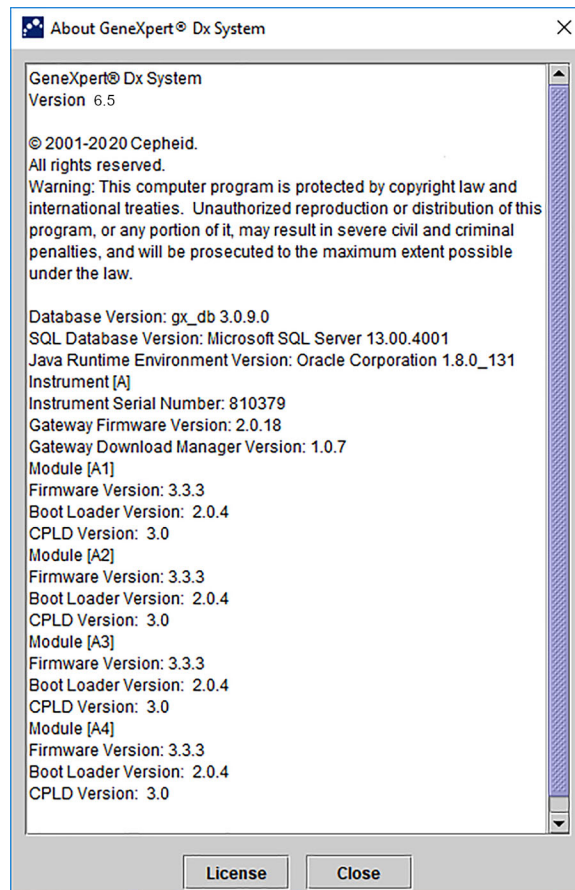 About GeneXpert® Dx System
GeneXpert® Dx System
Version 6.5
© 2001-2020 Cepheid.
All rights reserved.
Warning: This computer program is protected by copyright law and
international treaties.  Unauthorized reproduction or distribution of this
program, or any portion of it, may result in severe civil and criminal
penalties, and will be prosecuted to the maximum extent possible
under the law.
Database Version: gx_db 3.0.9.0
SQL Database Version: Microsoft SQL Server 13.00.4001
Java Runtime Environment Version: Oracle Corporation 1.8.0_131
Instrument [A]
Instrument Serial Number: 810379
Gateway Firmware Version: 2.0.18
Gateway Download Manager Version: 1.0.7
Module [A1]
Firmware Version: 3.3.3
Boot Loader Version:  2.0.4
CPLD Version:  3.0
Module [A2]
Firmware Version: 3.3.3
Boot Loader Version:  2.0.4
CPLD Version:  3.0
Module [A3]
Firmware Version: 3.3.3
Boot Loader Version:  2.0.4
CPLD Version:  3.0
Module [A4]
Firmware Version: 3.3.3
Boot Loader Version:  2.0.4
CPLD Version:  3.0
License Close